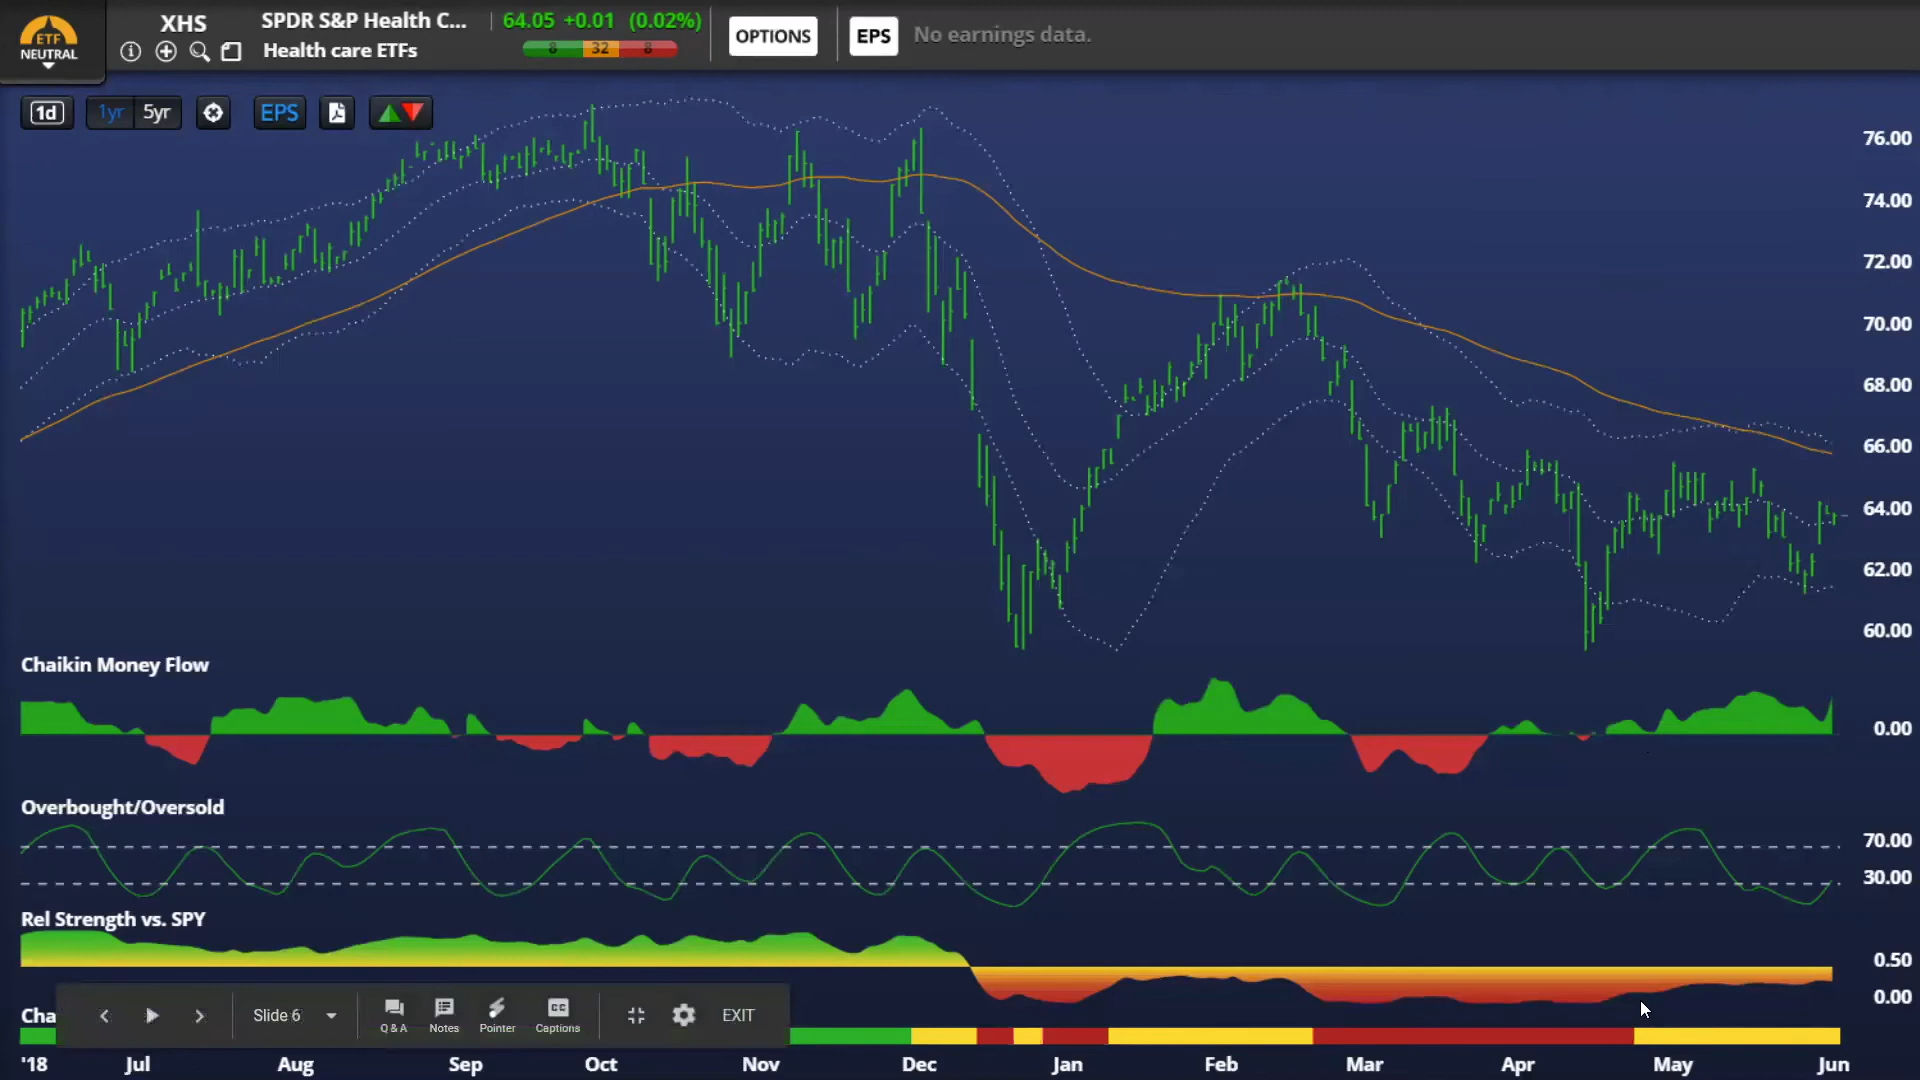 ETF
NEUTRAL
XHS
SPDR S&P Health C...
Health care ETFs
64.05 +0.01 (0.02%)
8 32 8
OPTIONS
EPS
No earnings data.
1d
1yr 5yr
EPS
76.00
74.00
72.00
70.00
68.00
66.00
64.00
62.00
60.00
Chaikin Money Flow
0.00
Overbought/Oversold
70.00
30.00
Rel Strength vs. SPY
0.50
0.00
Cha
Slide 6
Q & A
Notes
Pointer
CC
Captions
EXIT
'18 Jul Aug Sep Oct Nov Dec Jan Feb Mar Apr May Jun